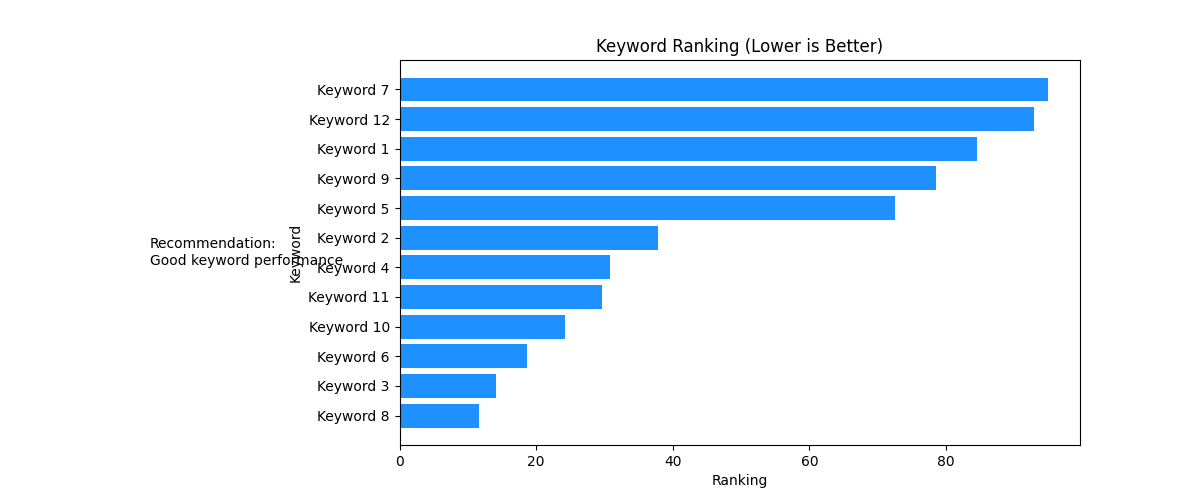 Keyword Ranking (Lower is Better)
Keyword 7
Keyword 12
Keyword 1
Keyword 9
Keyword 5
Keyword 2
Keyword 4
Keyword 11
Keyword 10
Keyword 6
Keyword 3
Keyword 8
Keyword
Recommendation:
Good keyword performance
0 20 40 60 80
Ranking